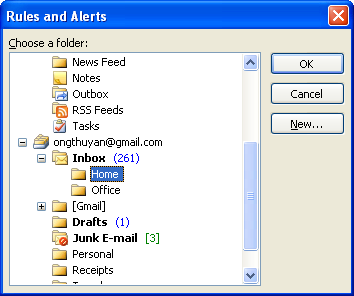 Rules and Alerts
Choose a folder:
News Feed
Notes
Outbox
RSS Feeds
Tasks
ongthuyan@gmail.com
Inbox (261)
Home
Office
[Gmail]
Drafts (1)
Junk E-mail [3]
Personal
Receipts
OK
Cancel
New...